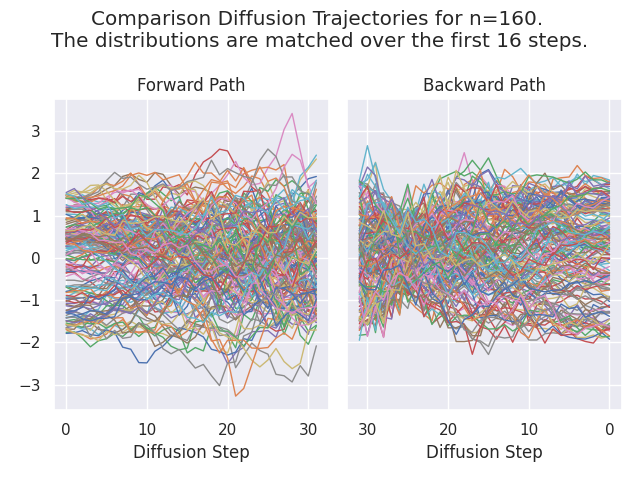 Comparison Diffusion Trajectories for n=160.
The distributions are matched over the first 16 steps.
Forward Path
Backward Path
3
2
1
0
−1
−2
−3
0 10 20 30
30 20 10 0
Diffusion Step
Diffusion Step